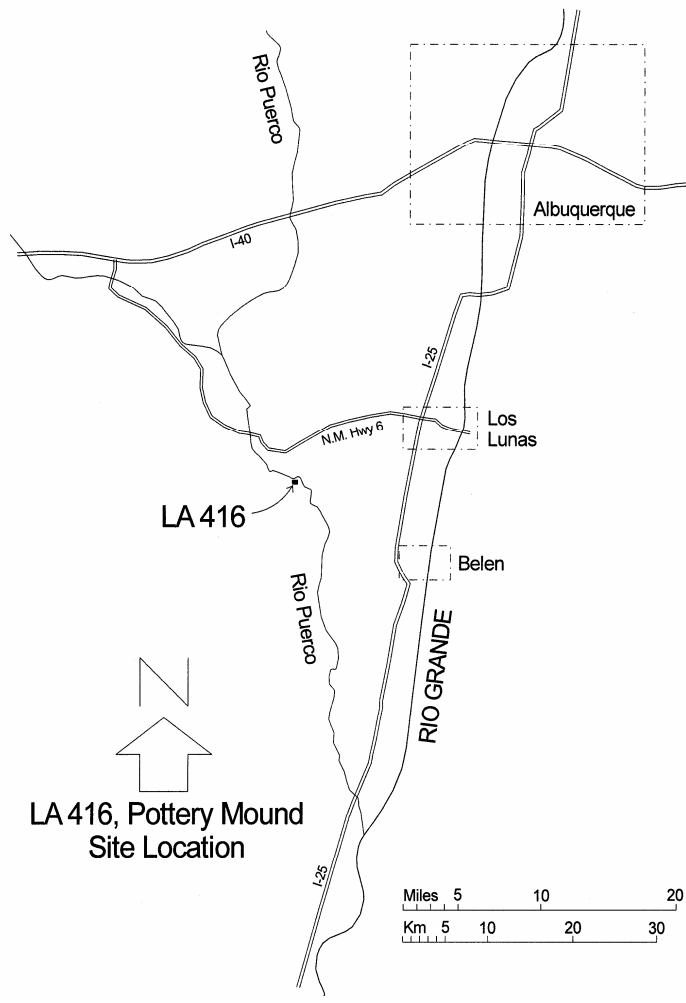 Rio Puerco
Albuquerque
I-40
I-25
Los
Lunas
N.M. Hwy 6
LA 416
Belen
Rio Puerco
RIO GRANDE
N
LA 416, Pottery Mound
Site Location
I-25
Miles 5 10 20
Km 5 10 20 30